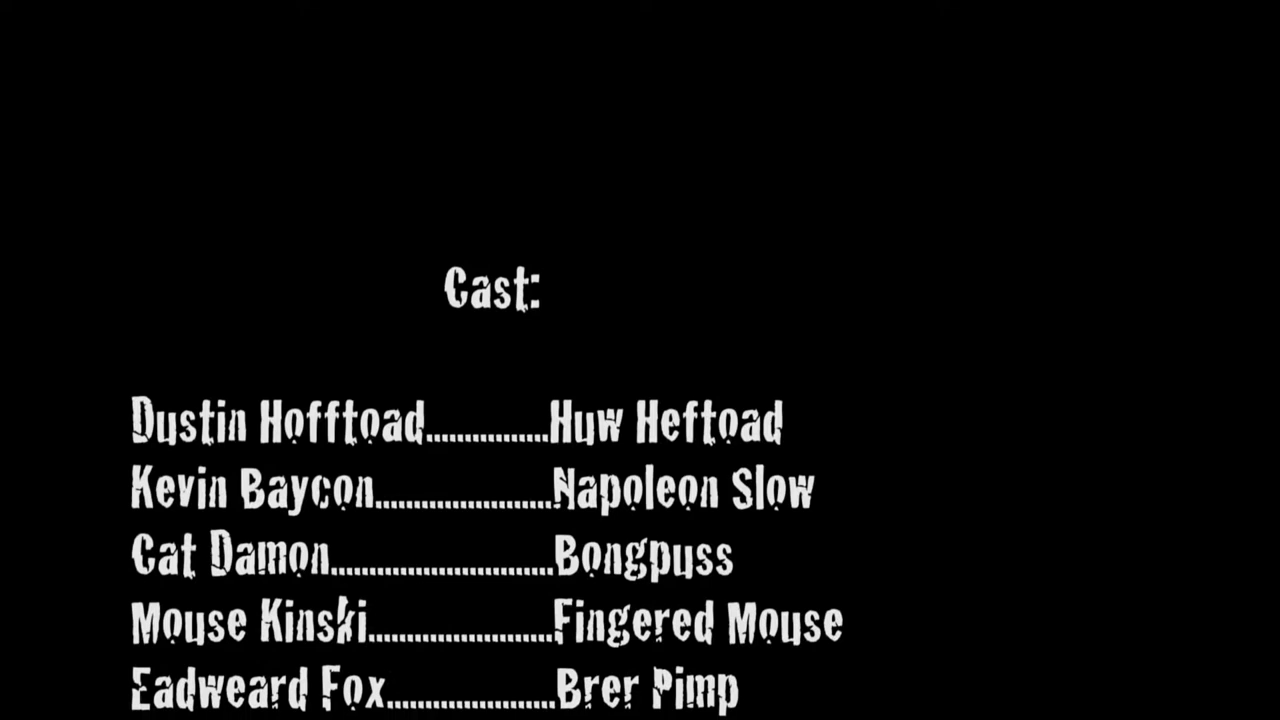 Cast:
Dustin Hofftoad................Huw Heftoad
Kevin Baycon.......................Napoleon Slow
Cat Damon.............................Bongpuss
Mouse Kinski........................Fingered Mouse
Eadweard Fox......................Brer Pimp